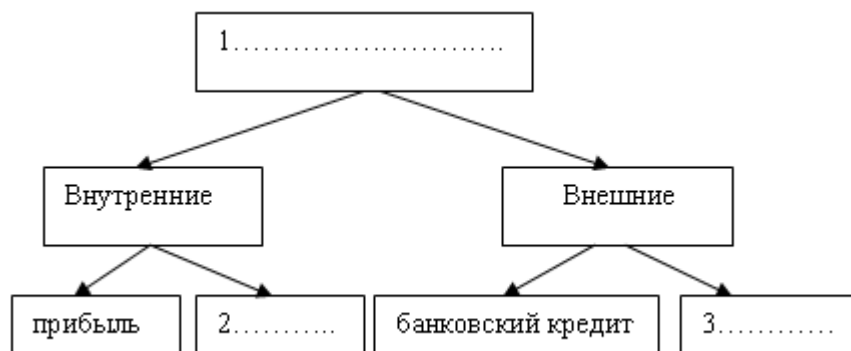 1……………………….
Внутренние
Внешние
прибыль
2………..
банковский кредит
3…………